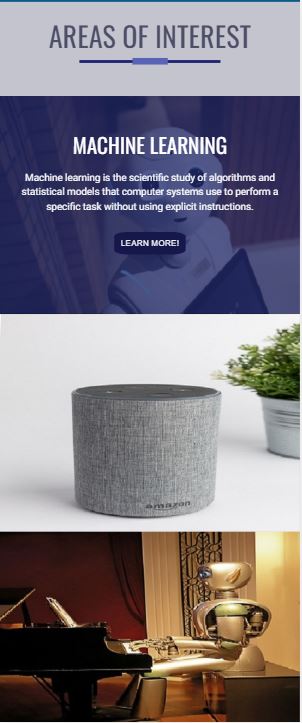 AREAS OF INTEREST
MACHINE LEARNING
Machine learning is the scientific study of algorithms and
statistical models that computer systems use to perform a
specific task without using explicit instructions.
LEARN MORE!
amazon